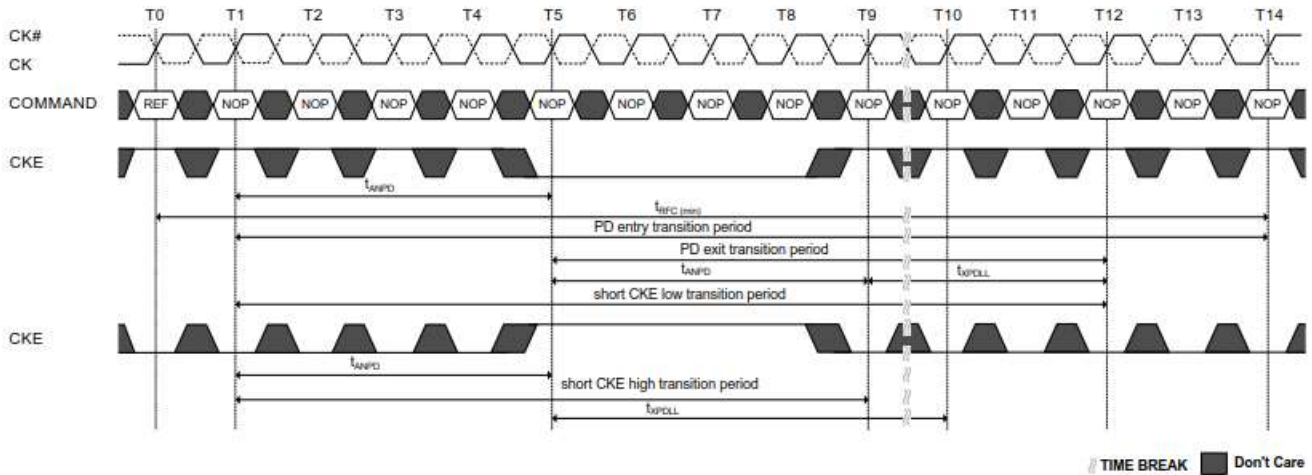 T0 T1 T2 T3 T4 T5 T6 T7 T8 T9 T10 T11 T12 T13 T14
CK#
CK
COMMAND REF NOP NOP NOP NOP NOP NOP NOP NOP NOP NOP NOP NOP NOP NOP
CKE
tANPD
tRFC (min)
PD entry transition period
PD exit transition period
tANPD tXPDLL
short CKE low transition period
CKE
tANPD
short CKE high transition period
tXPDLL
TIME BREAK Don't Care